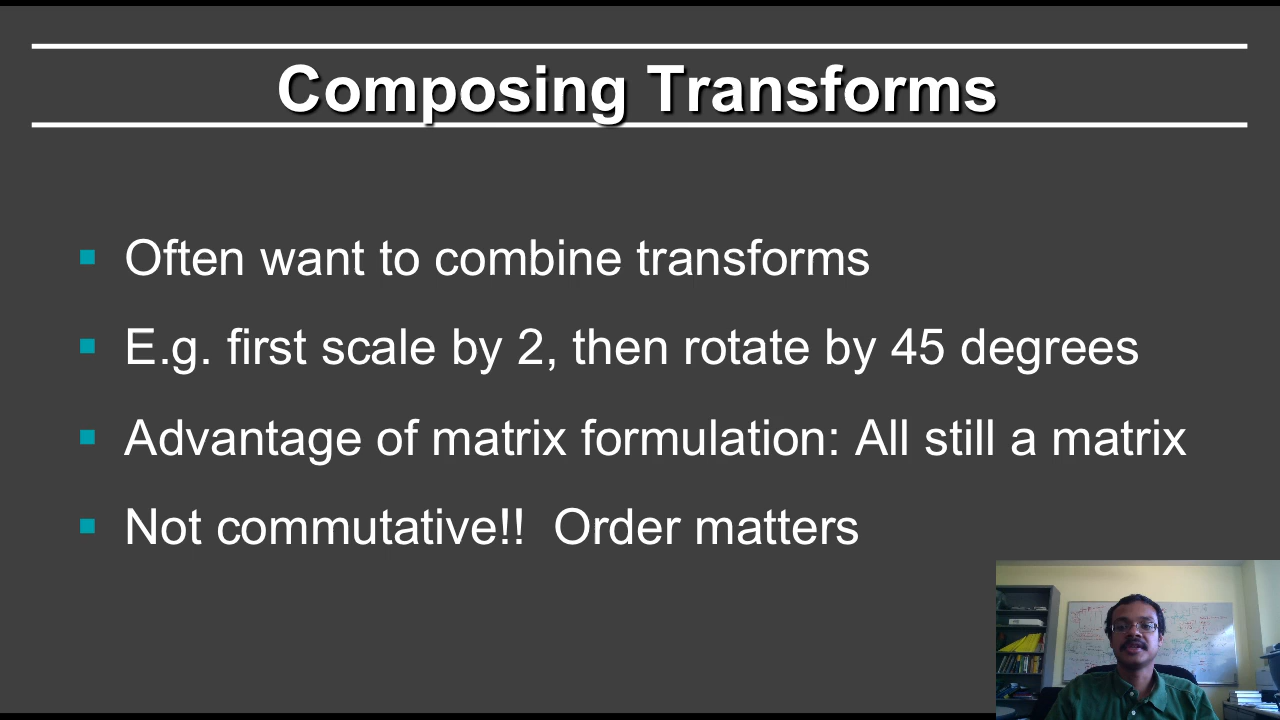 Composing Transforms
Often want to combine transforms
E.g. first scale by 2, then rotate by 45 degrees
Advantage of matrix formulation: All still a matrix
Not commutative!!  Order matters